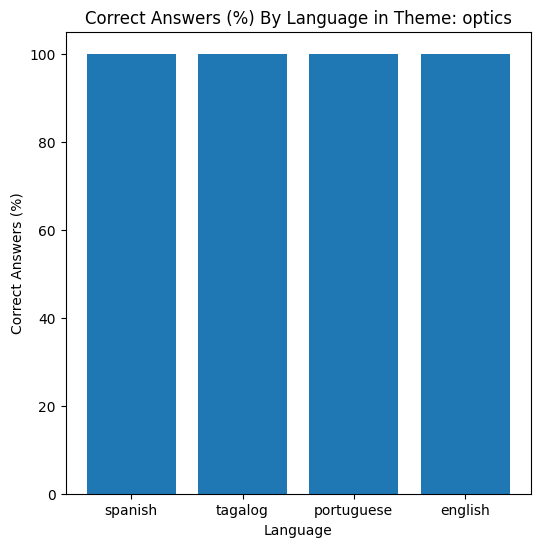 Correct Answers (%) By Language in Theme: optics
100
80
60
40
20
0
Correct Answers (%)
spanish tagalog portuguese english
Language